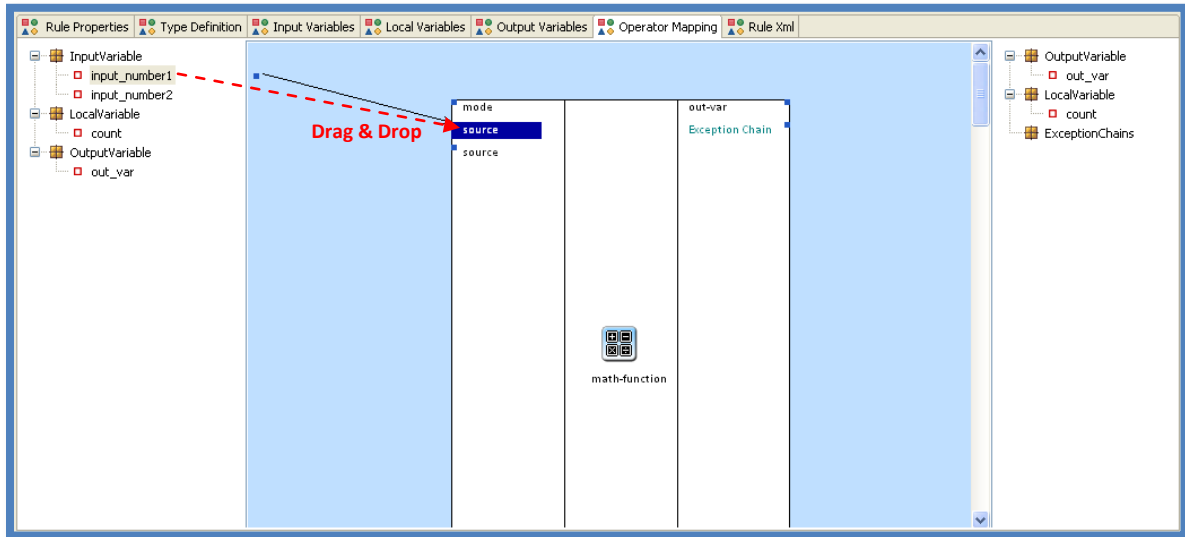 Rule Properties Type Definition Input Variables Local Variables Output Variables Operator Mapping Rule Xml
InputVariable
input_number1
input_number2
LocalVariable
count
OutputVariable
out_var
Drag & Drop
mode
source
source
math-function
out-var
Exception Chain
OutputVariable
out_var
LocalVariable
count
ExceptionChains